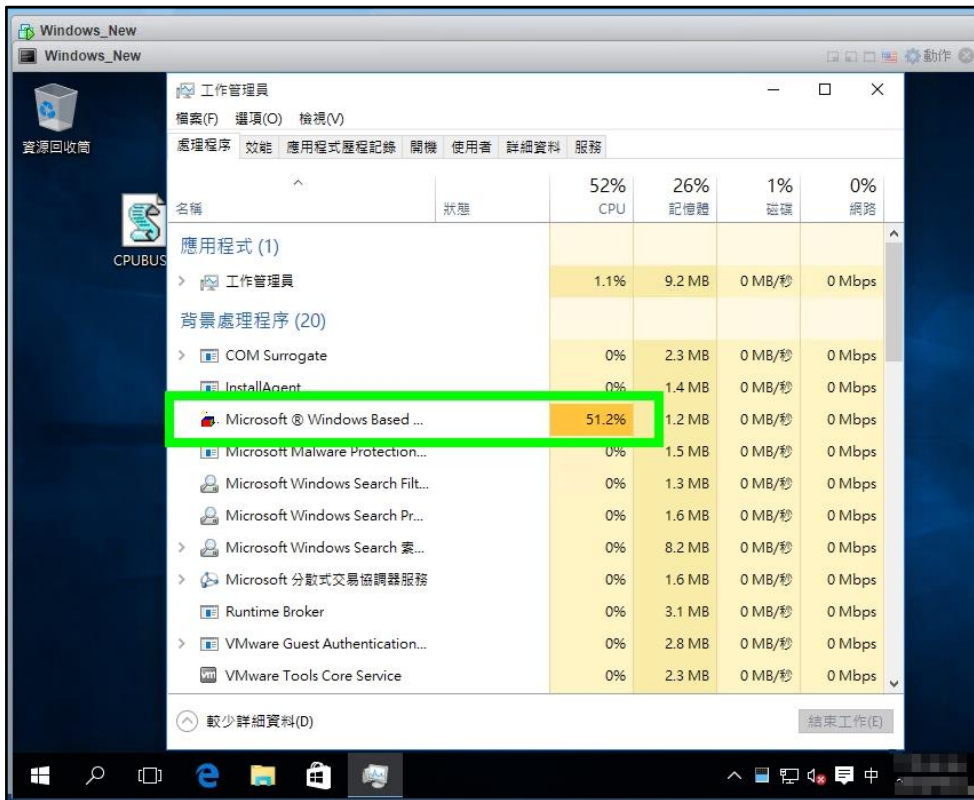 Windows_New
Windows_New 動作
資源回收筒
CPUBUS
工作管理員
檔案(F) 選項(O) 檢視(V)
處理程序 效能 應用程式歷程記錄 開機 使用者 詳細資料 服務
52% 26% 1% 0%
名稱 狀態 CPU 記憶體 磁碟 網路
應用程式 (1)
工作管理員 1.1% 9.2 MB 0 MB/秒 0 Mbps
背景處理程序 (20)
COM Surrogate 0% 2.3 MB 0 MB/秒 0 Mbps
InstallAgent 0% 1.4 MB 0 MB/秒 0 Mbps
Microsoft ® Windows Based ... 51.2% 1.2 MB 0 MB/秒 0 Mbps
Microsoft Malware Protection... 0% 1.5 MB 0 MB/秒 0 Mbps
Microsoft Windows Search Filt... 0% 1.3 MB 0 MB/秒 0 Mbps
Microsoft Windows Search Pr... 0% 1.6 MB 0 MB/秒 0 Mbps
Microsoft Windows Search 索... 0% 8.2 MB 0 MB/秒 0 Mbps
Microsoft 分散式交易協調器服務 0% 1.6 MB 0 MB/秒 0 Mbps
Runtime Broker 0% 3.1 MB 0 MB/秒 0 Mbps
VMware Guest Authentication... 0% 2.8 MB 0 MB/秒 0 Mbps
vm VMware Tools Core Service 0% 2.3 MB 0 MB/秒 0 Mbps
較少詳細資料(D) 結束工作(E)
中